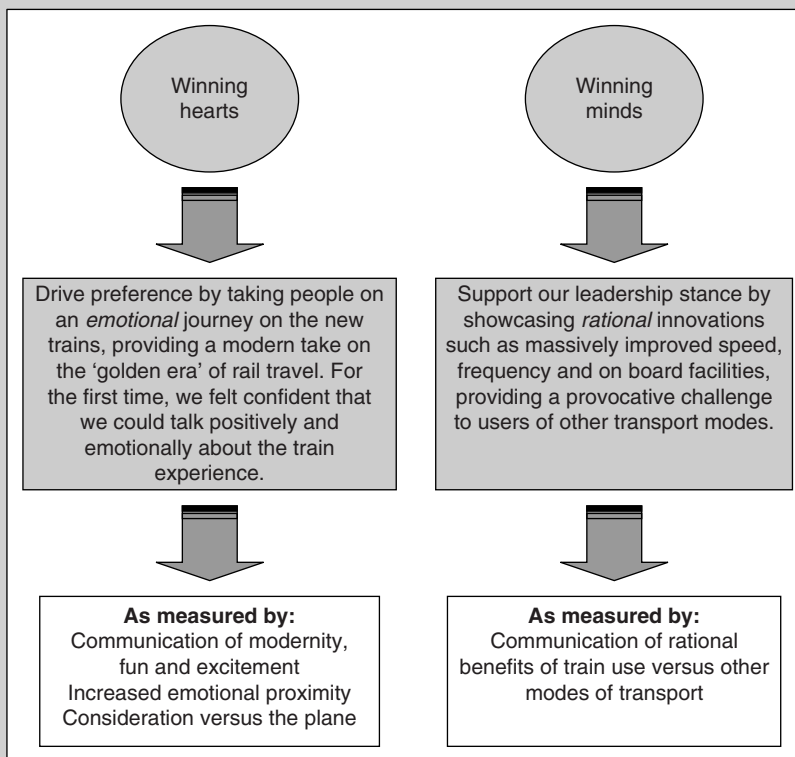 Winning
hearts
Winning
minds
Drive preference by taking people on
an emotional journey on the new
trains, providing a modern take on
the ‘golden era’ of rail travel. For
the first time, we felt confident that
we could talk positively and
emotionally about the train
experience.
Support our leadership stance by
showcasing rational innovations
such as massively improved speed,
frequency and on board facilities,
providing a provocative challenge
to users of other transport modes.
As measured by:
Communication of modernity,
fun and excitement
Increased emotional proximity
Consideration versus the plane
As measured by:
Communication of rational
benefits of train use versus other
modes of transport